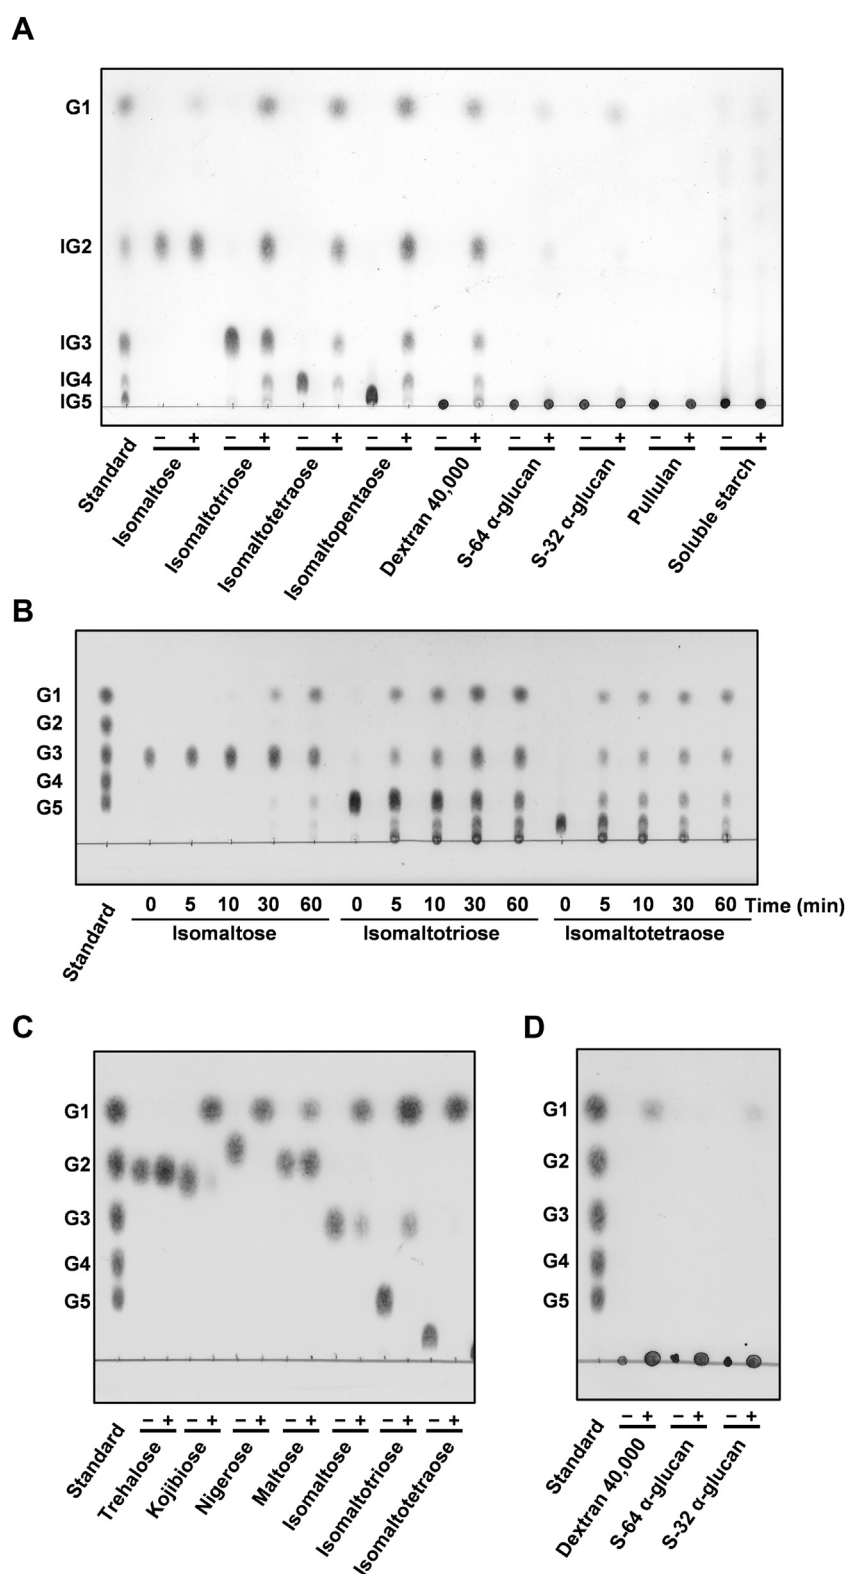 A
G1
IG2
IG3
IG4
IG5
− + − + − + − + − + − + − + − + − +
Standard
Isomaltose
Isomaltotriose
Isomaltotetraose
Isomaltopentaose
Dextran 40,000
S-64 α-glucan
S-32 α-glucan
Pullulan
Soluble starch
B
G1
G2
G3
G4
G5
0 5 10 30 60 0 5 10 30 60 0 5 10 30 60 Time (min)
Standard
Isomaltose
Isomaltotriose
Isomaltotetraose
C
G1
G2
G3
G4
G5
− + − + − + − + − + − + − +
Standard
Trehalose
Kojibiose
Nigerose
Maltose
Isomaltose
Isomaltotriose
Isomaltotetraose
D
G1
G2
G3
G4
G5
− + − + − +
Standard
Dextran 40,000
S-64 α-glucan
S-32 α-glucan